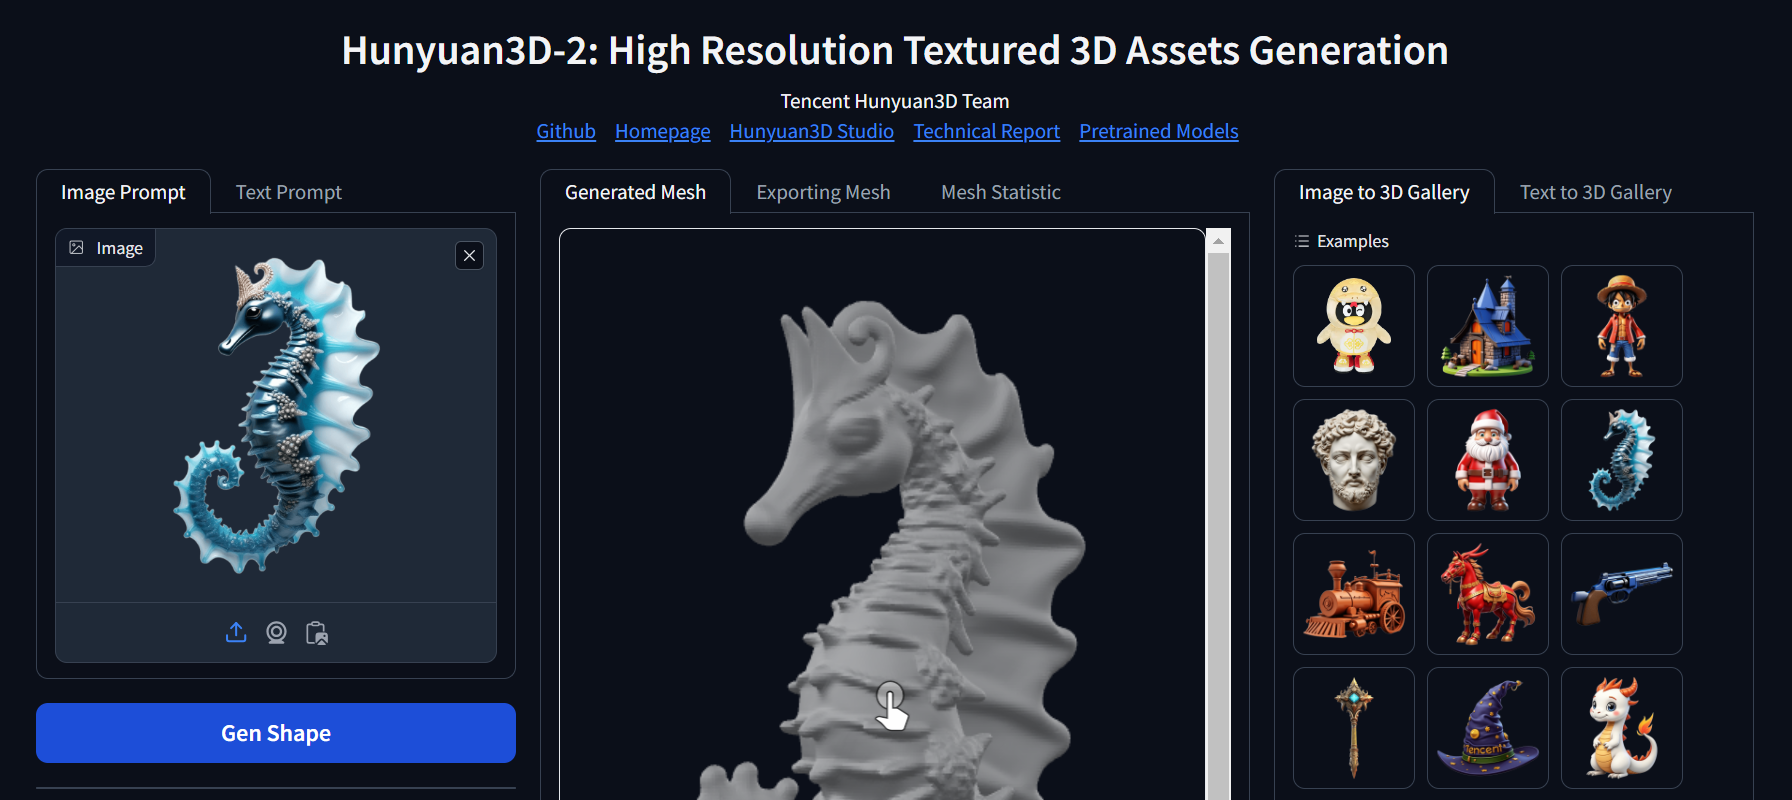 Hunyuan3D-2: High Resolution Textured 3D Assets Generation
Tencent Hunyuan3D Team
Github Homepage Hunyuan3D Studio Technical Report Pretrained Models
Image Prompt Text Prompt
Image
Gen Shape
Generated Mesh Exporting Mesh Mesh Statistic
Image to 3D Gallery Text to 3D Gallery
Examples
Tencent